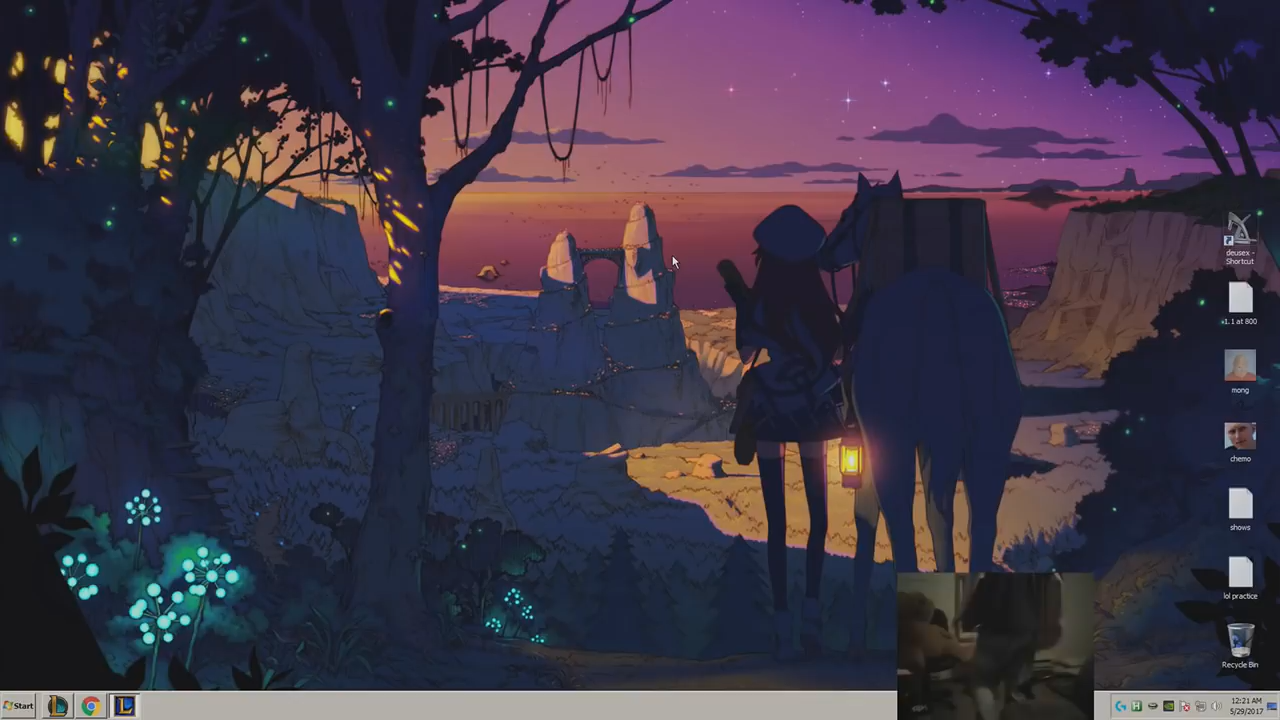 deusex -
Shortcut
1. 1 at 800
mong
chemo
shows
lol practice
Recycle Bin
Start
12:21 AM
5/29/2017